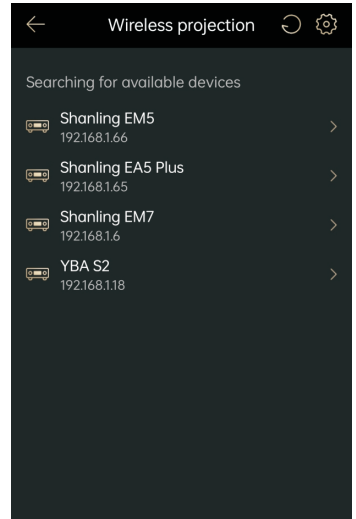 Wireless projection
Searching for available devices
Shanling EM5
192.168.1.66
Shanling EA5 Plus
192.168.1.65
Shanling EM7
192.168.1.6
YBA S2
192.168.1.18